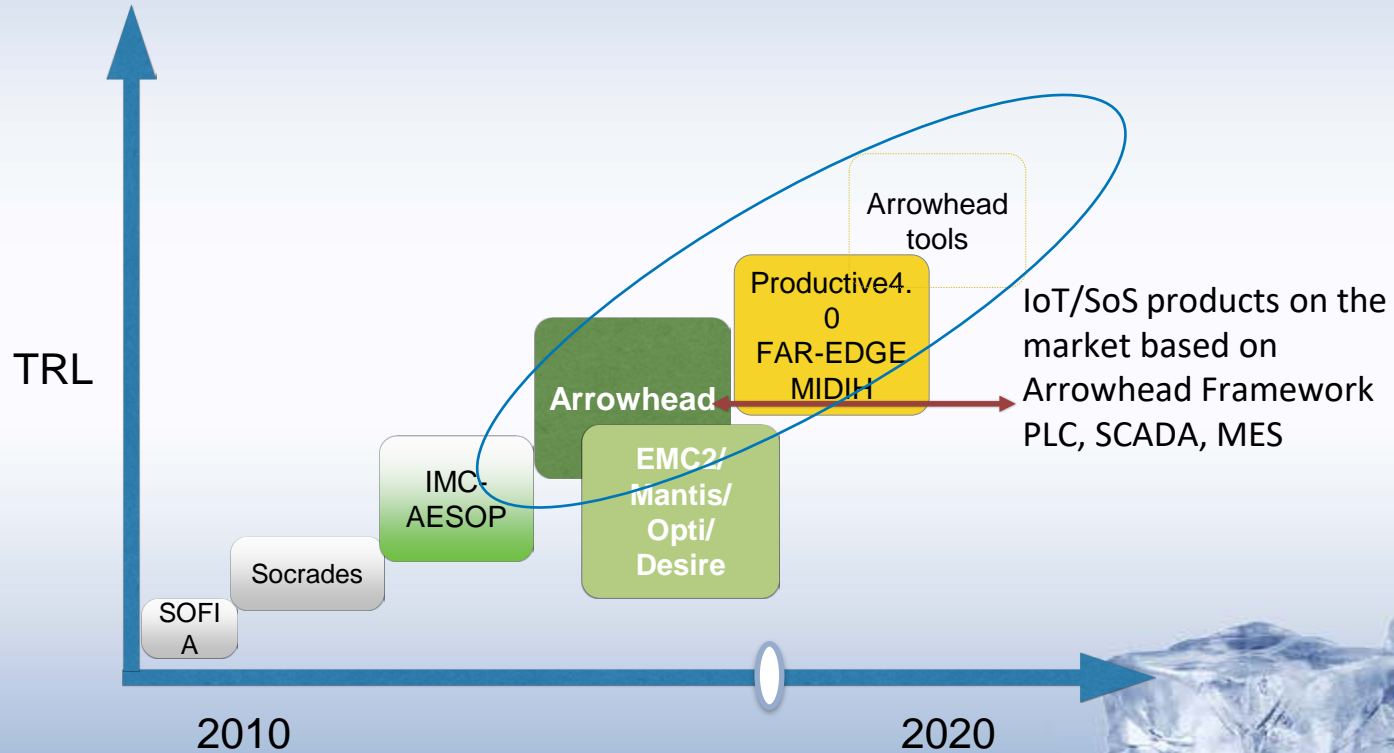 Arrowhead
tools
Productive4.
0
FAR-EDGE
MIDIH
IoT/SoS products on the
market based on
Arrowhead Framework
PLC, SCADA, MES
TRL
Arrowhead
EMC2/
Mantis/
Opti/
Desire
IMC-
AESOP
Socrades
SOFI
A
2010
2020